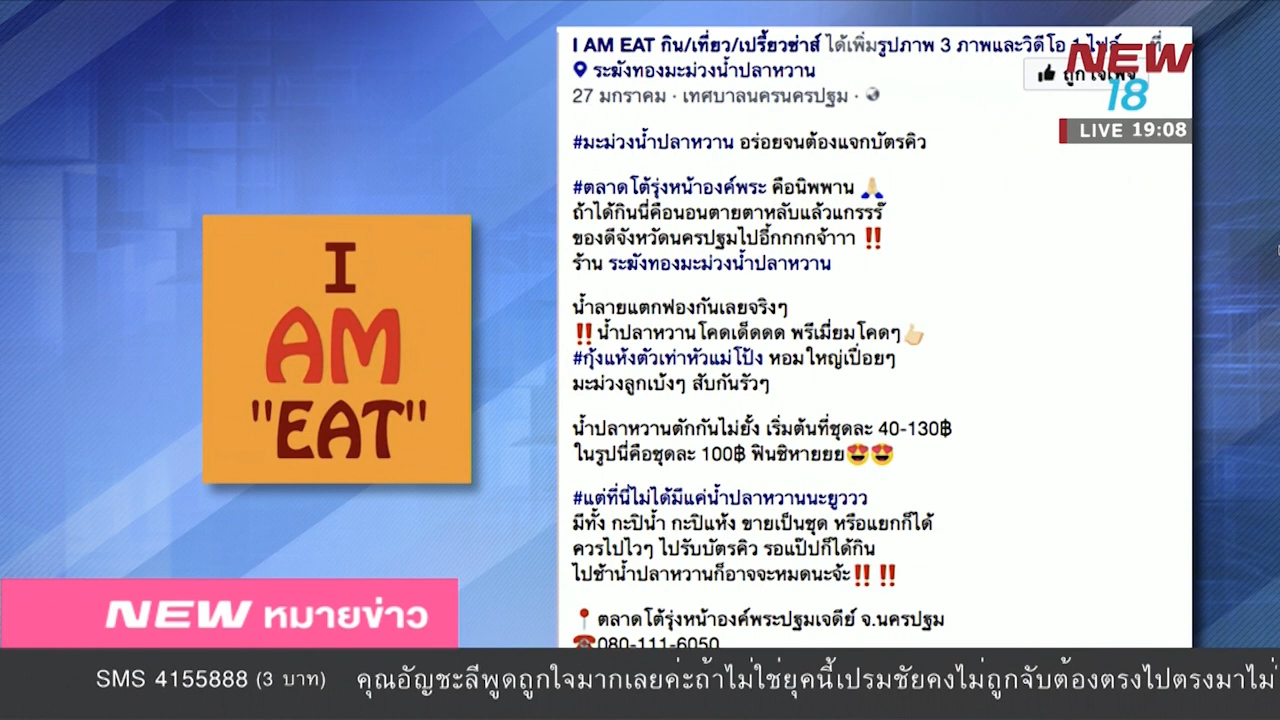 I AM EAT กิน/เที่ยว/เปรี้ยวซ่าส์ ได้เพิ่มรูปภาพ 3 ภาพและวิดีโอ 1 ไฟล์ ที่
ระฆังทองมะม่วงน้ำปลาหวาน
27 มกราคม · เทศบาลนครนครปฐม ·
ถูกใจเพจ
NEW
18
LIVE 19:08
#มะม่วงน้ำปลาหวาน อร่อยจนต้องแจกบัตรคิว
#ตลาดโต้รุ่งหน้าองค์พระ คือนิพพาน 🙏
ถ้าได้กินนี่คือนอนตายตาหลับแล้วแกรรร๊
ของดีจังหวัดนครปฐมไปอี้กกกกจ้าาา ‼️
ร้าน ระฆังทองมะม่วงน้ำปลาหวาน
น้ำลายแตกฟองกันเลยจริงๆ
‼️น้ำปลาหวานโคดเด็ดดด พรีเมี่ยมโคดๆ👍
#กุ้งแห้งตัวเท่าหัวแม่โป้ง หอมใหญ่เปื่อยๆ
มะม่วงลูกเบ้งๆ สับกันรัวๆ
น้ำปลาหวานตักกันไม่ยั้ง เริ่มต้นที่ชุดละ 40-130฿
ในรูปนี่คือชุดละ 100฿ ฟินชิหายยย😍😍
#แต่ที่นี่ไม่ได้มีแค่น้ำปลาหวานนะยูววว
มีทั้ง กะปิน้ำ กะปิแห้ง ขายเป็นชุด หรือแยกก็ได้
ควรไปไวๆ ไปรับบัตรคิว รอแป๊ปก็ได้กิน
ไปช้าน้ำปลาหวานก็อาจจะหมดนะจ้ะ‼️ ‼️
📍 ตลาดโต้รุ่งหน้าองค์พระปฐมเจดีย์ จ.นครปฐม
☎️080-111-6050
I
AM
"EAT"
NEW หมายข่าว
SMS 4155888 (3 บาท) คุณอัญชะลีพูดถูกใจมากเลยค่ะถ้าไม่ใช่ยุคนี้เปรมชัยคงไม่ถูกจับต้องตรงไปตรงมาไม่